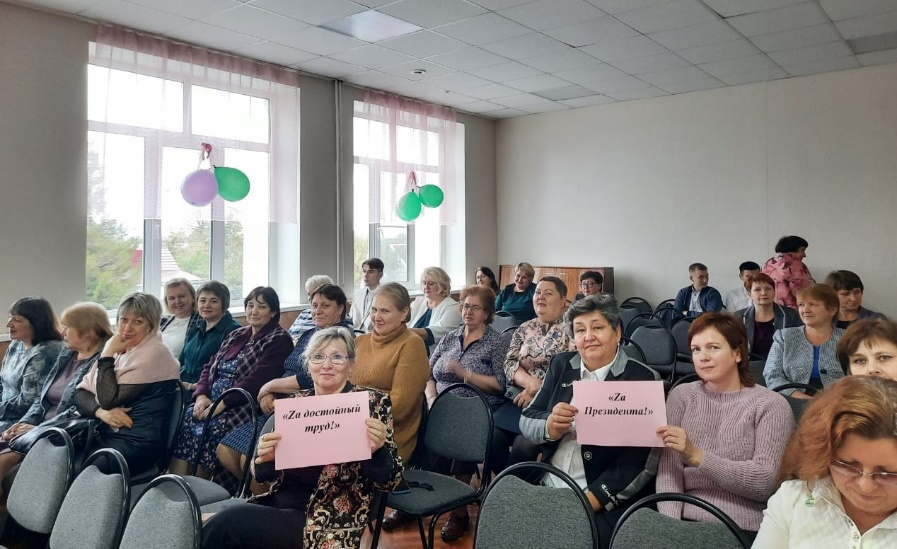 «Zа достойный
труд!»
«Zа
Президента!»